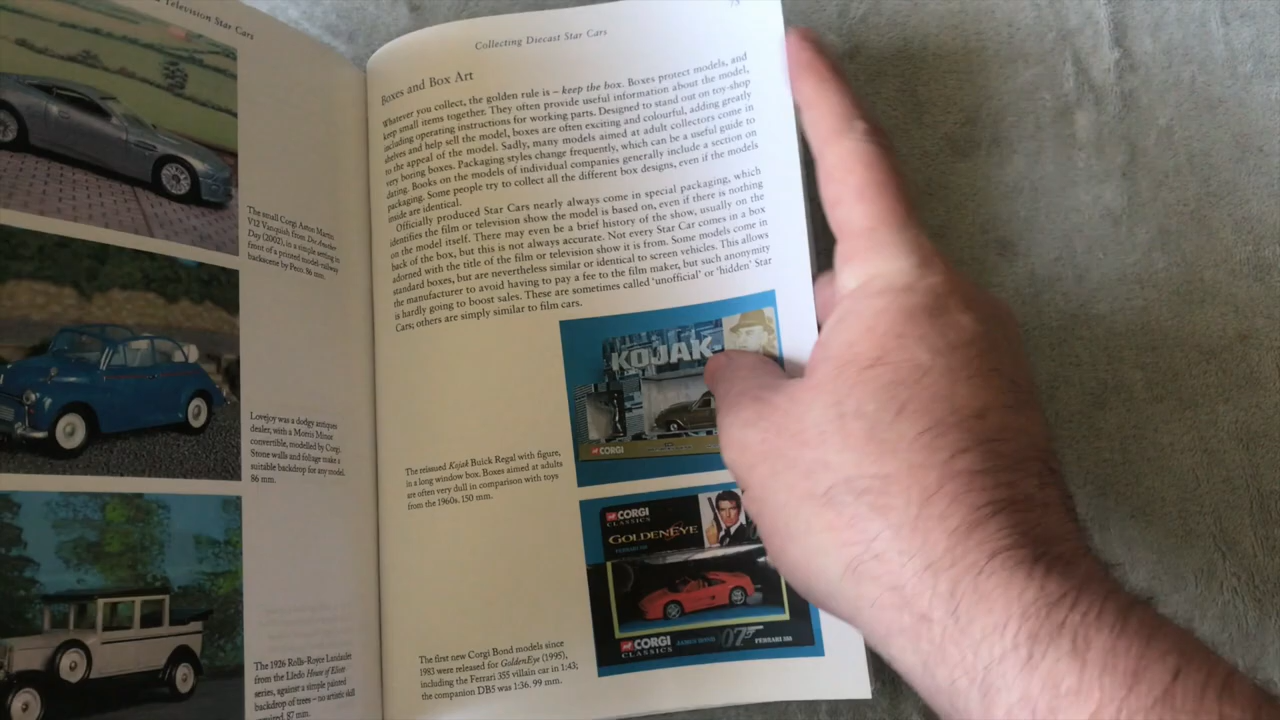 Television Star Cars
The small Corgi Aston Martin
V12 Vanquish from Die Another
Day (2002), in a simple setting in
front of a printed model-railway
backscene by Peco. 86 mm.
Lovejoy was a dodgy antiques
dealer, with a Morris Minor
convertible, modelled by Corgi.
Stone walls and foliage make a
suitable backdrop for any model.
86 mm.
The 1926 Rolls-Royce Landaulet
from the Lledo House of Eliott
series, against a simple painted
backdrop of trees – no artistic skill
87 mm.
Collecting Diecast Star Cars
Boxes and Box Art
Whatever you collect, the golden rule is – keep the box. Boxes protect models, and
keep small items together. They often provide useful information about the model,
including operating instructions for working parts. Designed to stand out on toy-shop
shelves and help sell the model, boxes are often exciting and colourful, adding greatly
to the appeal of the model. Sadly, many models aimed at adult collectors come in
very boring boxes. Packaging styles change frequently, which can be a useful guide to
dating. Books on the models of individual companies generally include a section on
packaging. Some people try to collect all the different box designs, even if the models
inside are identical.
Officially produced Star Cars nearly always come in special packaging, which
identifies the film or television show the model is based on, even if there is nothing
on the model itself. There may even be a brief history of the show, usually on the
back of the box, but this is not always accurate. Not every Star Car comes in a box
adorned with the title of the film or television show it is from. Some models come in
standard boxes, but are nevertheless similar or identical to screen vehicles. This allows
the manufacturer to avoid having to pay a fee to the film maker, but such anonymity
is hardly going to boost sales. These are sometimes called 'unofficial' or 'hidden' Star
Cars; others are simply similar to film cars.
KOJAK
CORGI
The reissued Kojak Buick Regal with figure,
in a long window box. Boxes aimed at adults
are often very dull in comparison with toys
from the 1960s. 150 mm.
CORGI
CLASSICS
GOLDENEYE
FERRARI 355
CORGI
CLASSICS
JAMES BOND
007
FERRARI 355
The first new Corgi Bond models since
1983 were released for GoldenEye (1995),
including the Ferrari 355 villain car in 1:43;
the companion DB5 was 1:36. 99 mm.